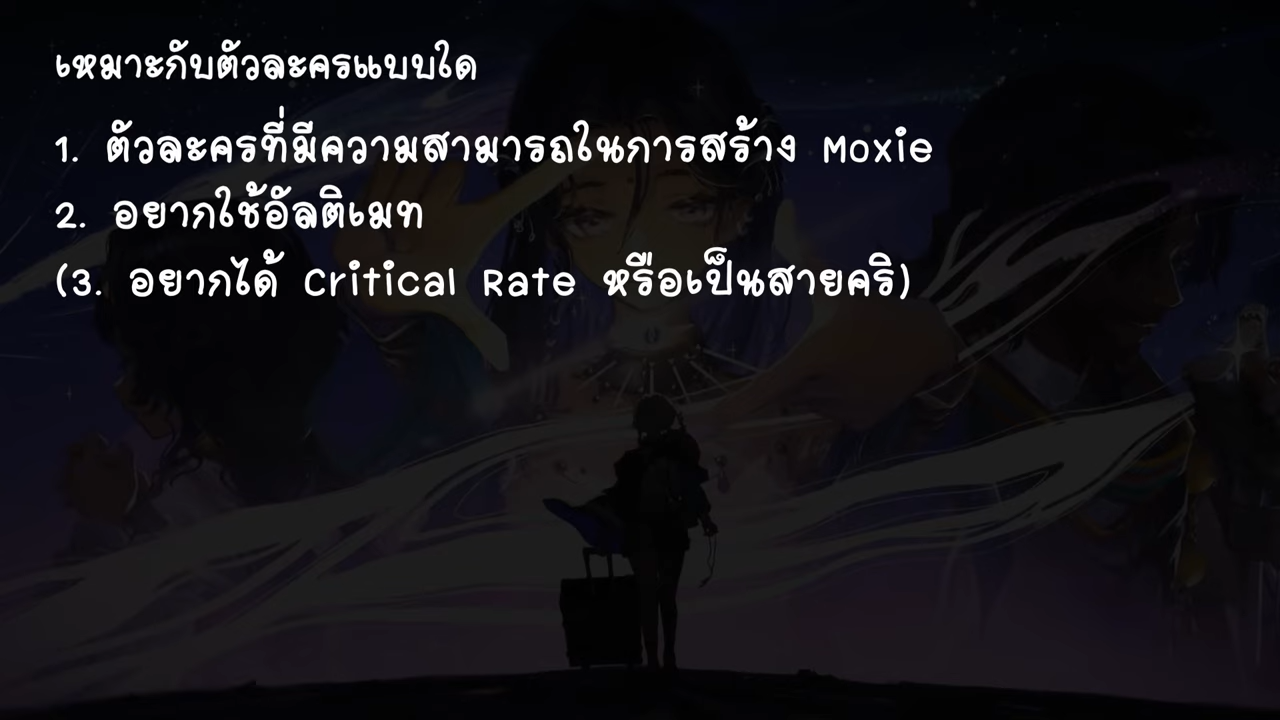 เหมาะกับตัวละครแบบใด
1. ตัวละครที่มีความสามารถในการสร้าง Moxie
2. อยากใช้อัลติเมท
(3. อยากได้ Critical Rate หรือเป็นสายคริ)